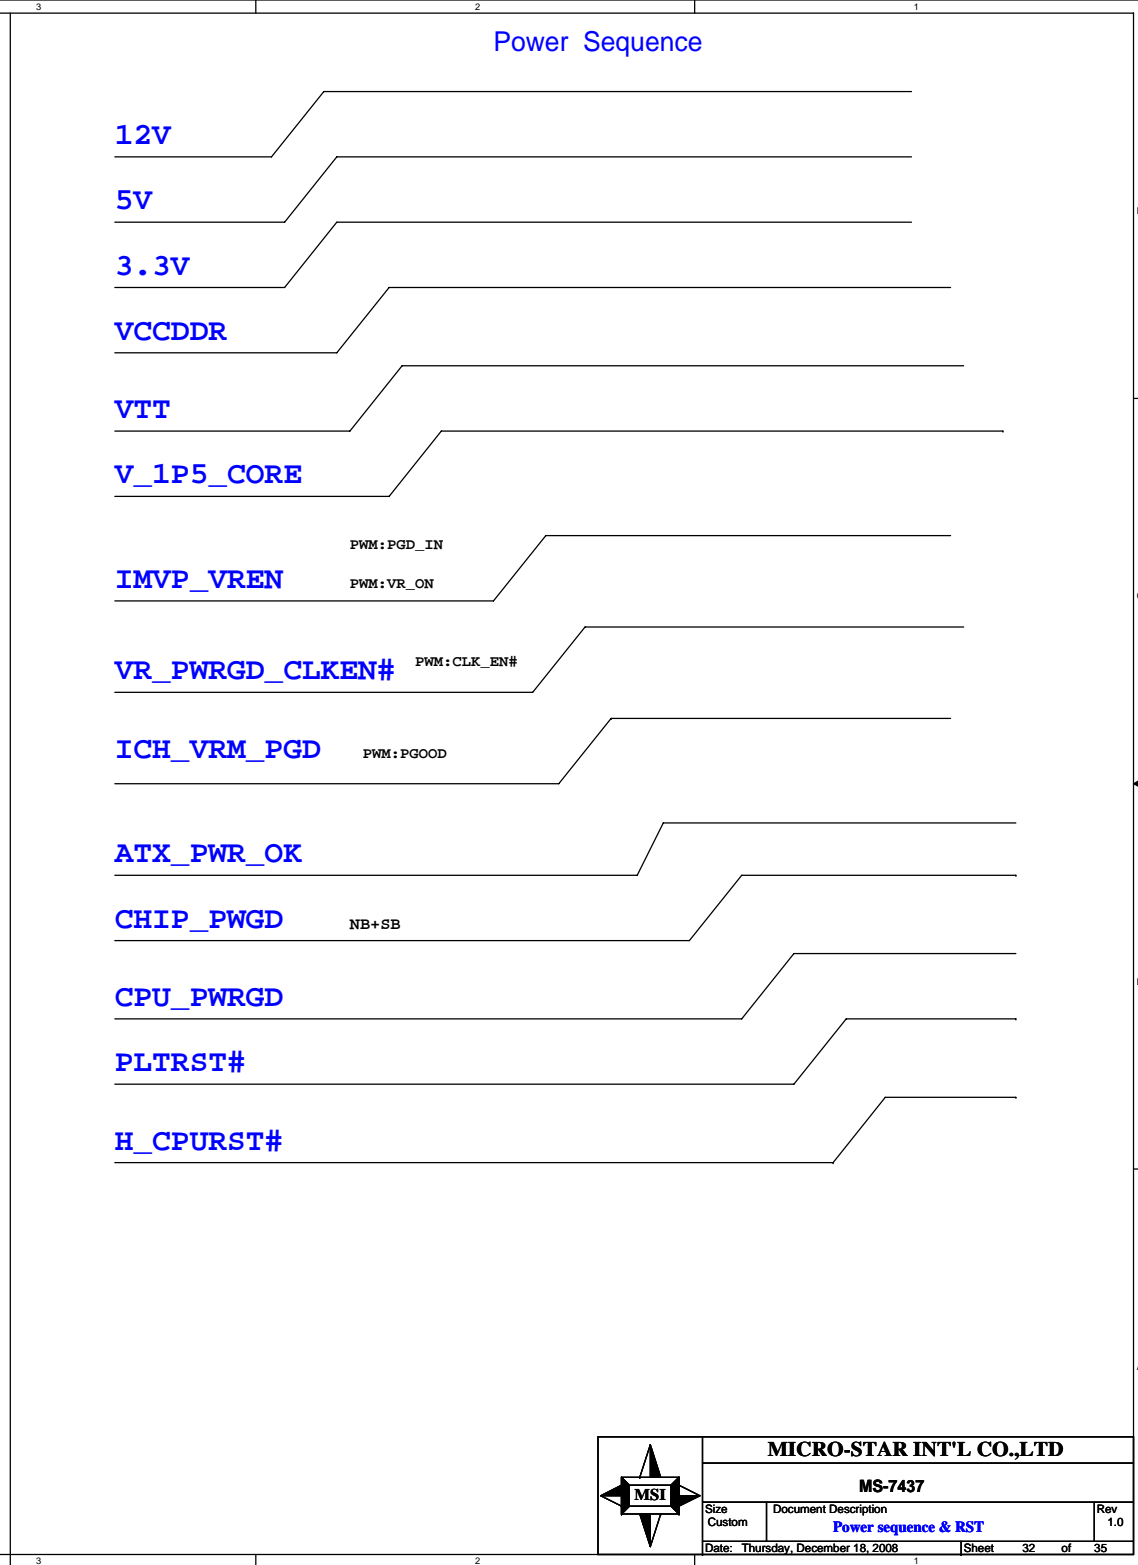 3 2 1
Power Sequence
12V
5V
3.3V
VCCDDR
VTT
V_1P5_CORE
PWM:PGD_IN
IMVP_VREN PWM:VR_ON
VR_PWRGD_CLKEN# PWM:CLK_EN#
ICH_VRM_PGD PWM:PGOOD
ATX_PWR_OK
CHIP_PWGD NB+SB
CPU_PWRGD
PLTRST#
H_CPURST#
MSI
MICRO-STAR INT'L CO.,LTD
MS-7437
Size Document Description Rev
Custom Power sequence & RST 1.0
Date: Thursday, December 18, 2008 Sheet 32 of 35
3 2 1